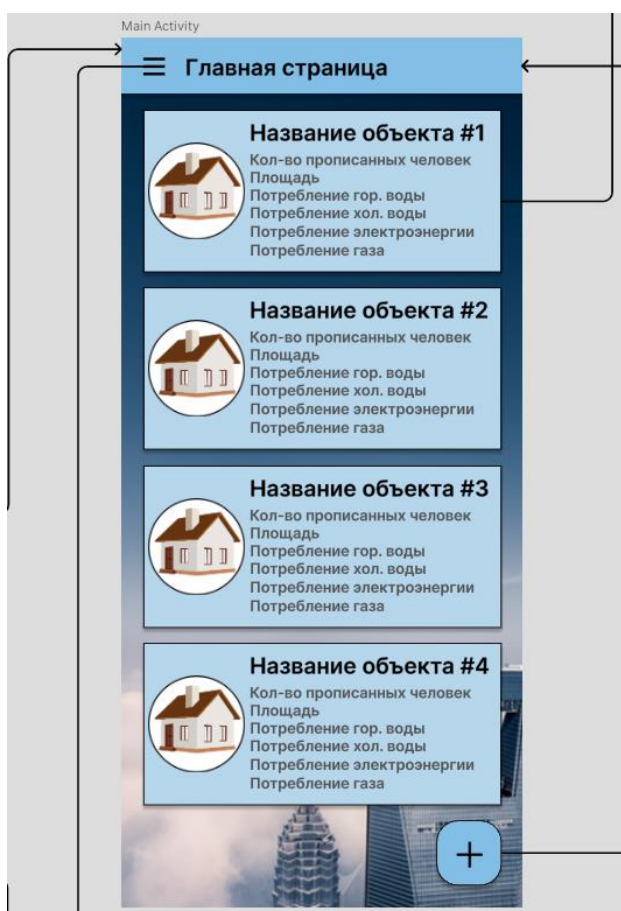 Main Activity
Главная страница
Название объекта #1
Кол-во прописанных человек
Площадь
Потребление гор. воды
Потребление хол. воды
Потребление электроэнергии
Потребление газа
Название объекта #2
Кол-во прописанных человек
Площадь
Потребление гор. воды
Потребление хол. воды
Потребление электроэнергии
Потребление газа
Название объекта #3
Кол-во прописанных человек
Площадь
Потребление гор. воды
Потребление хол. воды
Потребление электроэнергии
Потребление газа
Название объекта #4
Кол-во прописанных человек
Площадь
Потребление гор. воды
Потребление хол. воды
Потребление электроэнергии
Потребление газа
+